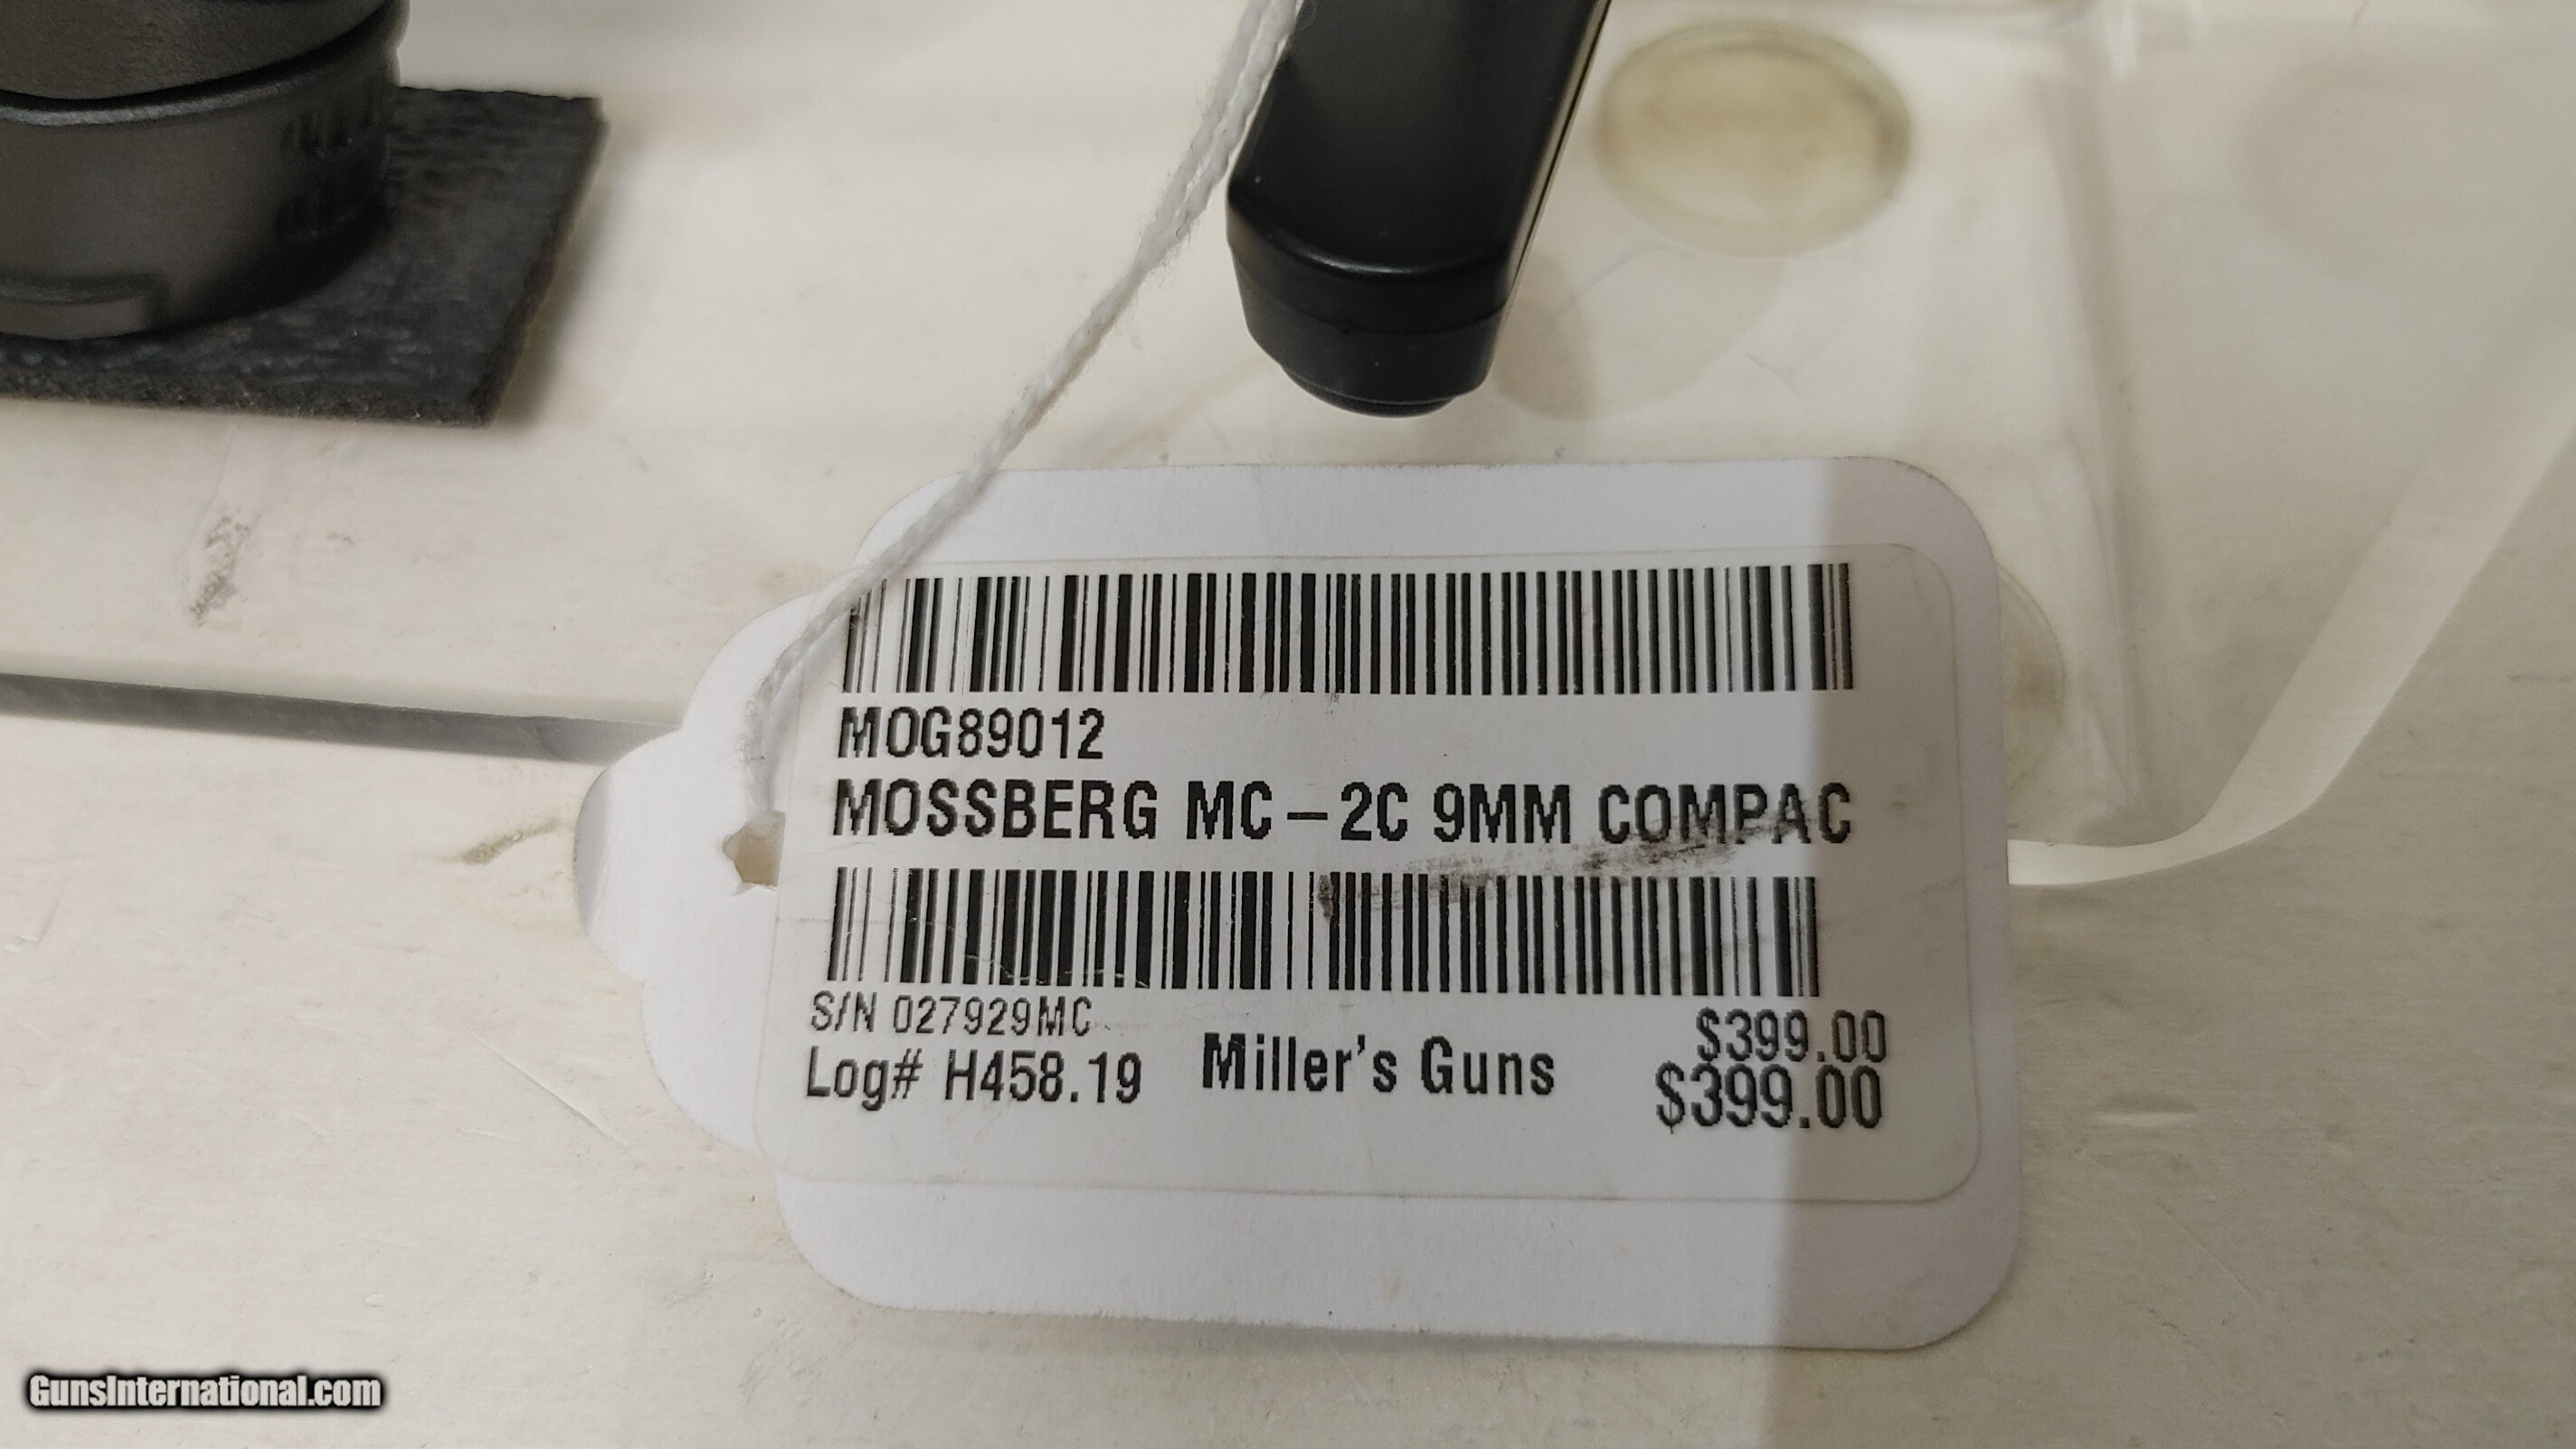 MOG89012
MOSSBERG MC-2C 9MM COMPAC
S/N 027929MC
$399.00
Log# H458.19
Miller's Guns
$399.00
GunsInternational.com